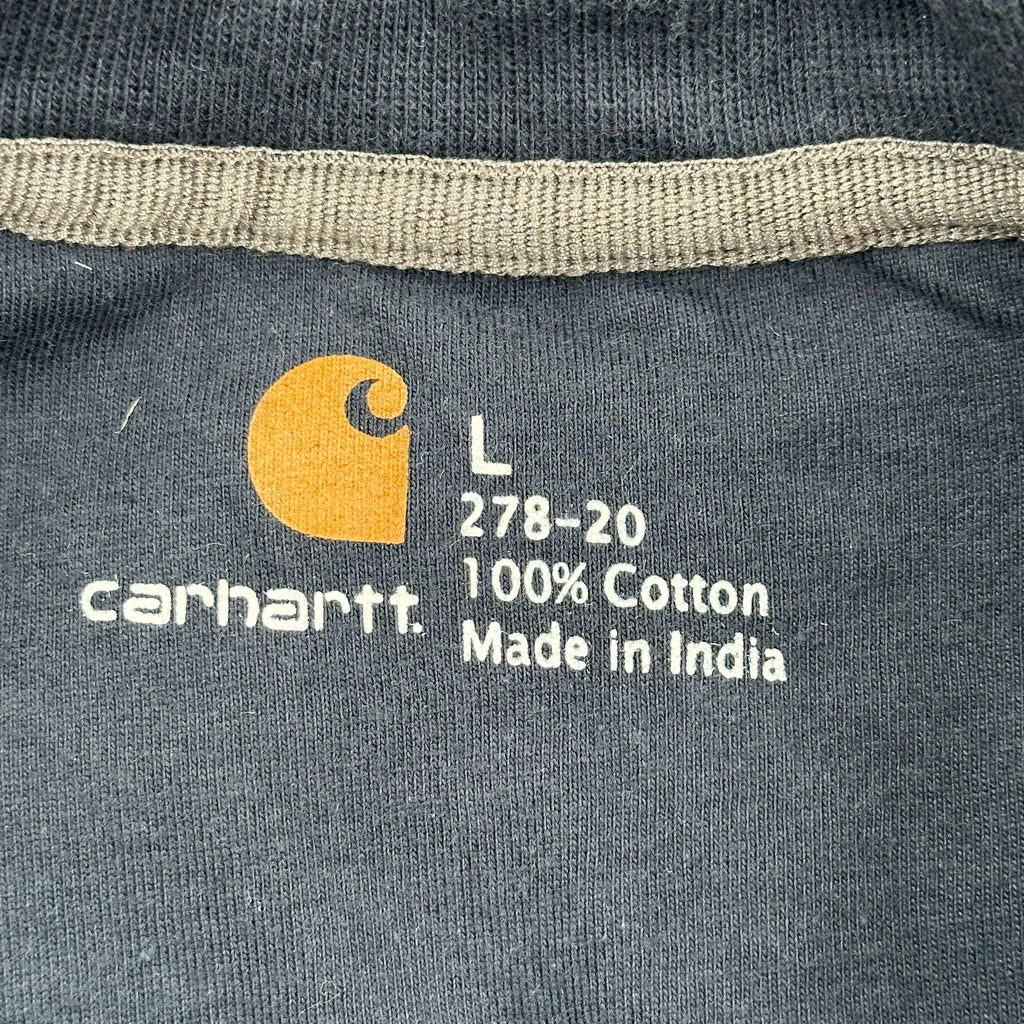 L
278-20
100% Cotton
Made in India
carhartt.